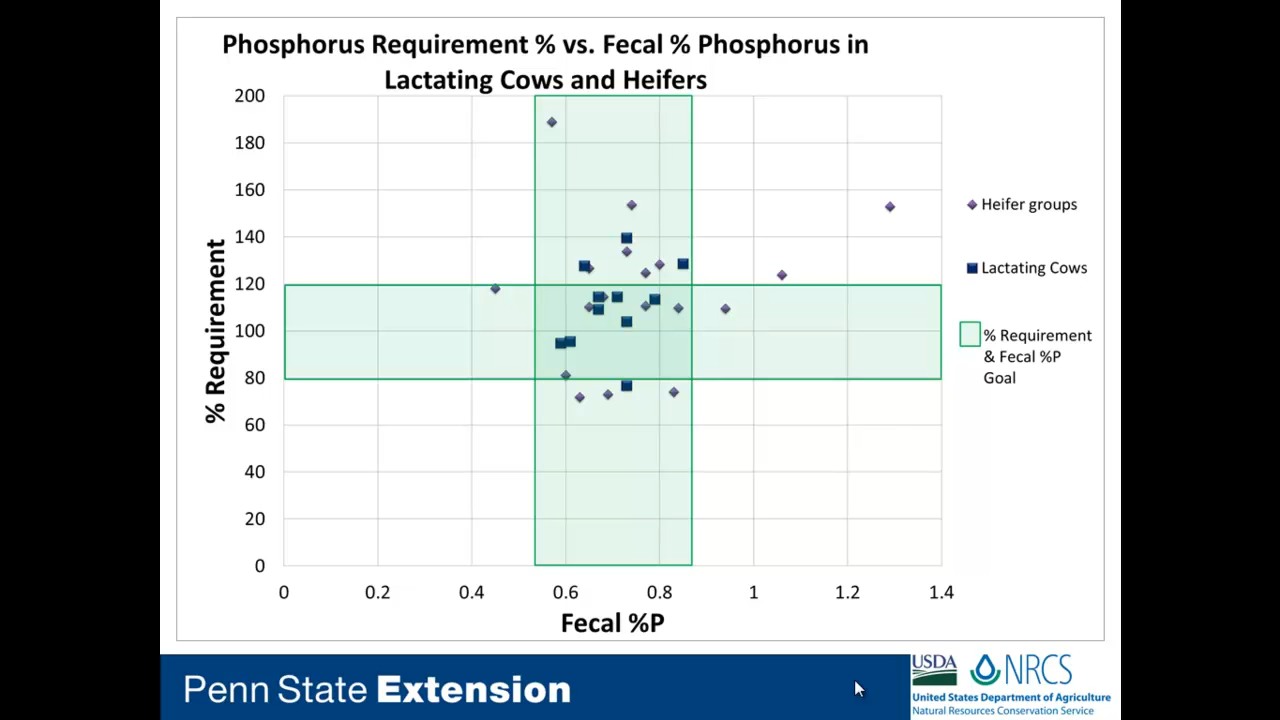 Phosphorus Requirement % vs. Fecal % Phosphorus in
Lactating Cows and Heifers
200
180
160
140
120
100
80
60
40
20
0
% Requirement
0 0.2 0.4 0.6 0.8 1 1.2 1.4
Fecal %P
Heifer groups
Lactating Cows
% Requirement
& Fecal %P
Goal
Penn State Extension
USDA NRCS
United States Department of Agriculture
Natural Resources Conservation Service